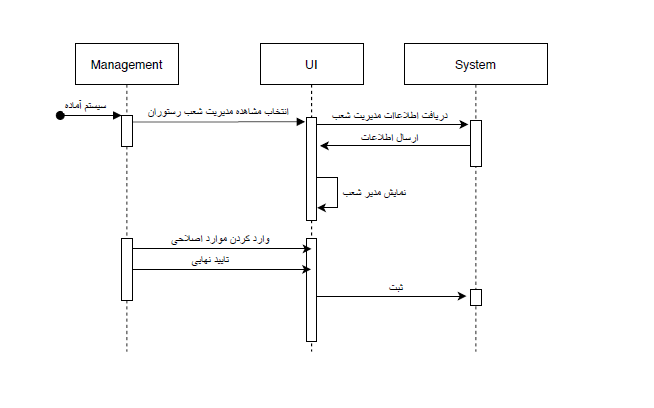 Management
UI
System
سیستم آماده
انتخاب مشاهده مدیریت شعب رستوران
دریافت اطلاعاات مدیریت شعب
ارسال اطلاعات
نمایش مدیر شعب
وارد کردن موارد اصلاحی
تایید نهایی
ثبت